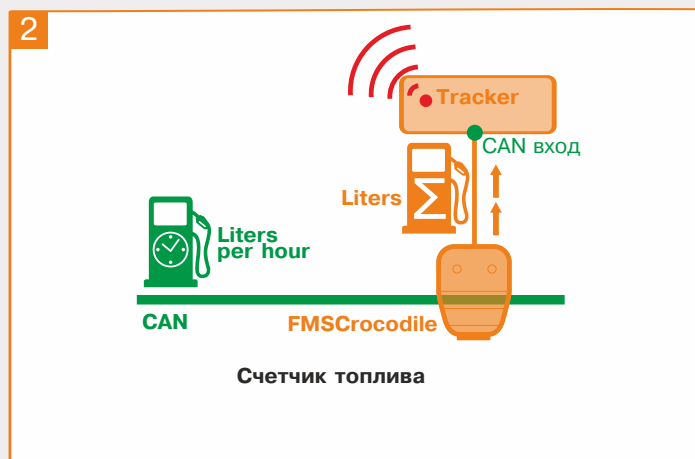 2
Tracker
CAN вход
Liters
Σ
Liters
per hour
CAN
FMSCrocodile
Счетчик топлива